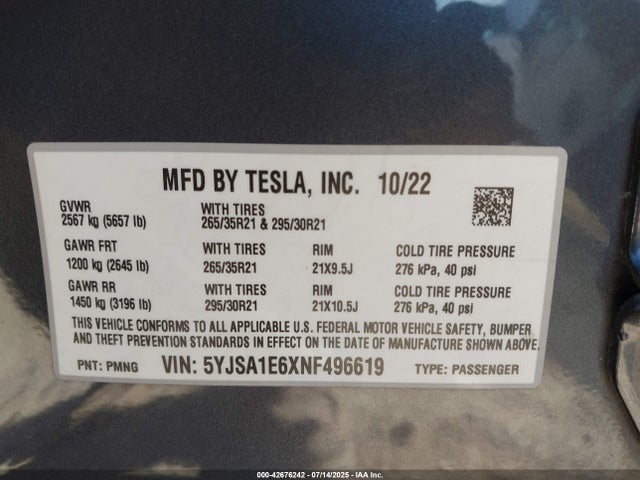 MFD BY TESLA, INC. 10/22
GVWR
2567 kg (5657 lb)
WITH TIRES
265/35R21 & 295/30R21
GAWR FRT WITH TIRES RIM COLD TIRE PRESSURE
1200 kg (2645 lb) 265/35R21 21X9.5J 276 kPa, 40 psi
GAWR RR WITH TIRES RIM COLD TIRE PRESSURE
1450 kg (3196 lb) 295/30R21 21X10.5J 276 kPa, 40 psi
THIS VEHICLE CONFORMS TO ALL APPLICABLE U.S. FEDERAL MOTOR VEHICLE SAFETY, BUMPER
AND THEFT PREVENTION STANDARDS IN EFFECT ON THE DATE OF MANUFACTURE SHOWN ABOVE.
PNT: PMNG VIN: 5YJSA1E6XNF496619 TYPE: PASSENGER
000-42676242 - 07/14/2025 - IAA Inc.